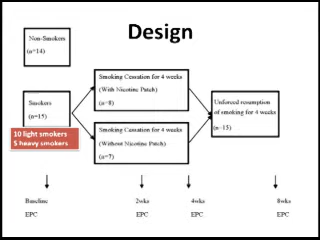 Design
Non-Smokers
(n=14)
Smoking Cessation for 4 weeks
(With Nicotine Patch)
(n=8)
Smokers
(n=15)
10 light smokers
5 heavy smokers
Unforced resumption
of smoking for 4 weeks
(n=15)
Smoking Cessation for 4 weeks
(Without Nicotine Patch)
(n=7)
Baseline 2wks 4wks 8wks
EPC EPC EPC EPC